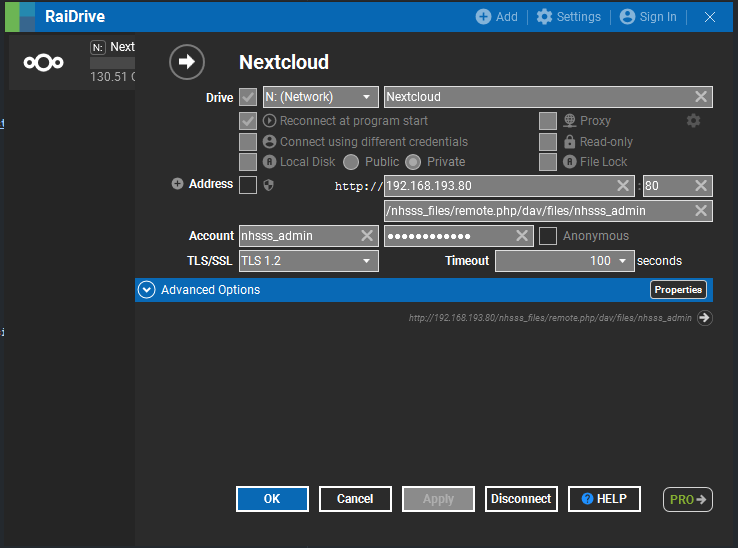 RaiDrive
Add
Settings
Sign In
N: Next
130.51
Nextcloud
Drive N: (Network) Nextcloud
Reconnect at program start Proxy
Connect using different credentials Read-only
Local Disk Public Private File Lock
Address http:// 192.168.193.80 : 80
/nhsss_files/remote.php/dav/files/nhsss_admin
Account nhsss_admin •••••••••••• Anonymous
TLS/SSL TLS 1.2 Timeout 100 seconds
Advanced Options Properties
http://192.168.193.80/nhsss_files/remote.php/dav/files/nhsss_admin
OK Cancel Apply Disconnect ? HELP PRO